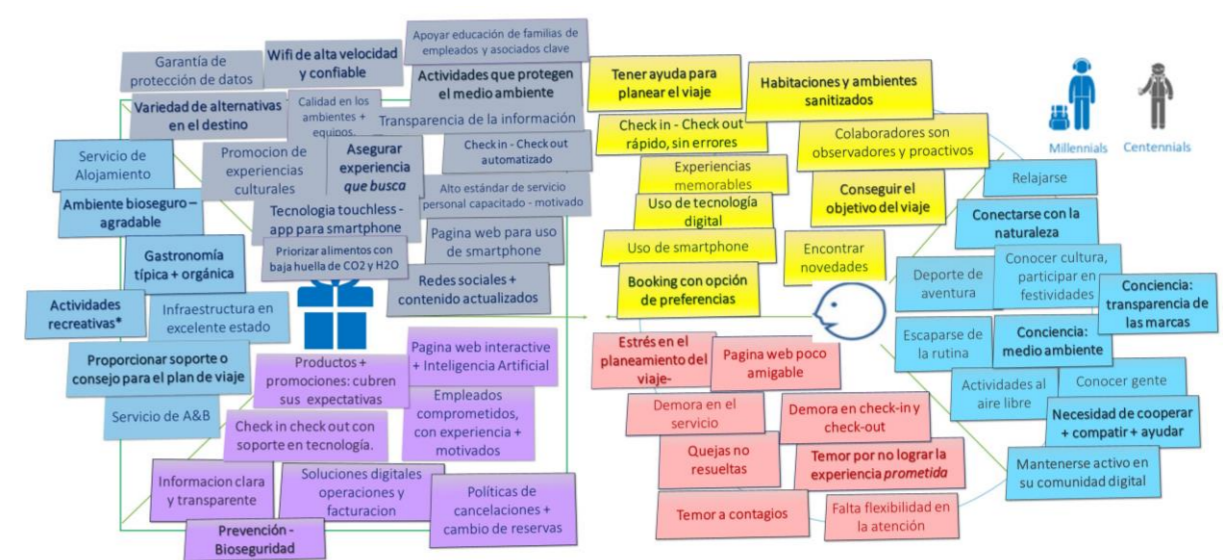 Garantía de
protección de datos
Wifi de alta velocidad
y confiable
Apoyar educación de familias de
empleados y asociados clave
Variedad de alternativas
en el destino
Calidad en los
ambientes +
equipos.
Actividades que protegen
el medio ambiente
Transparencia de la información
Promocion de
experiencias
culturales
Asegurar
experiencia
que busca
Check in - Check out
automatizado
Tecnologia touchless -
app para smartphone
Alto estándar de servicio
personal capacitado - motivado
Priorizar alimentos con
baja huella de CO2 y H2O
Pagina web para uso
de smartphone
Redes sociales +
contenido actualizados
Servicio de
Alojamiento
Ambiente bioseguro –
agradable
Gastronomía
típica + orgánica
Actividades
recreativas*
Infraestructura en
excelente estado
Proporcionar soporte o
consejo para el plan de viaje
Servicio de A&B
Productos +
promociones: cubren
sus expectativas
Pagina web interactive
+ Inteligencia Artificial
Check in check out con
soporte en tecnología.
Empleados
comprometidos,
con experiencia +
motivados
Informacion clara
y transparente
Soluciones digitales
operaciones y
facturacion
Políticas de
cancelaciones +
cambio de reservas
Prevención -
Bioseguridad
Tener ayuda para
planear el viaje
Habitaciones y ambientes
sanitizados
Check in - Check out
rápido, sin errores
Colaboradores son
observadores y proactivos
Experiencias
memorables
Conseguir el
objetivo del viaje
Uso de tecnología
digital
Uso de smartphone
Encontrar
novedades
Booking con opción
de preferencias
Estrés en el
planeamiento del
viaje-
Pagina web poco
amigable
Demora en el
servicio
Demora en check-in y
check-out
Quejas no
resueltas
Temor por no lograr la
experiencia prometida
Temor a contagios
Falta flexibilidad en
la atención
Millennials
Centennials
Relajarse
Conectarse con la
naturaleza
Deporte de
aventura
Conocer cultura,
participar en
festividades
Conciencia:
transparencia de
las marcas
Escaparse de
la rutina
Conciencia:
medio ambiente
Actividades al
aire libre
Conocer gente
Necesidad de cooperar
+ compatir + ayudar
Mantenerse activo en
su comunidad digital